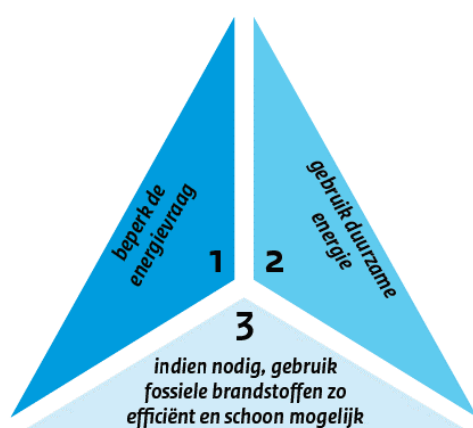 beperk de
energievraag
1
2
gebruik duurzame
energie
3
indien nodig, gebruik
fossiele brandstoffen zo
efficiënt en schoon mogelijk